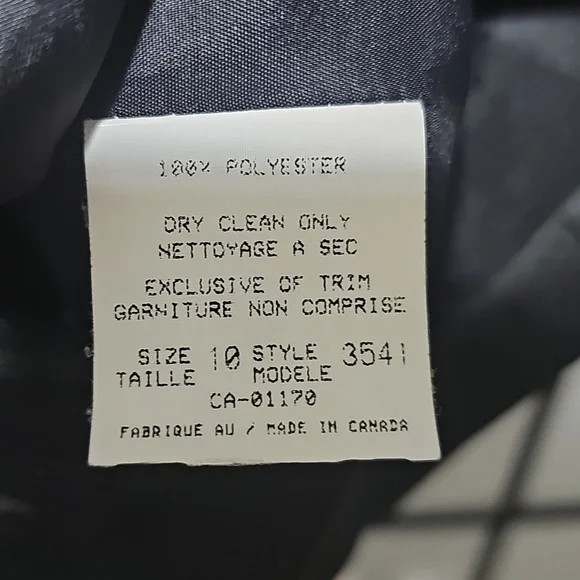 100% POLYESTER
DRY CLEAN ONLY
NETTOYAGE A SEC
EXCLUSIVE OF TRIM
GARNITURE NON COMPRISE
SIZE 10 STYLE 3541
TAILLE MODELE
CA-01170
FABRIQUE AU / MADE IN CANADA